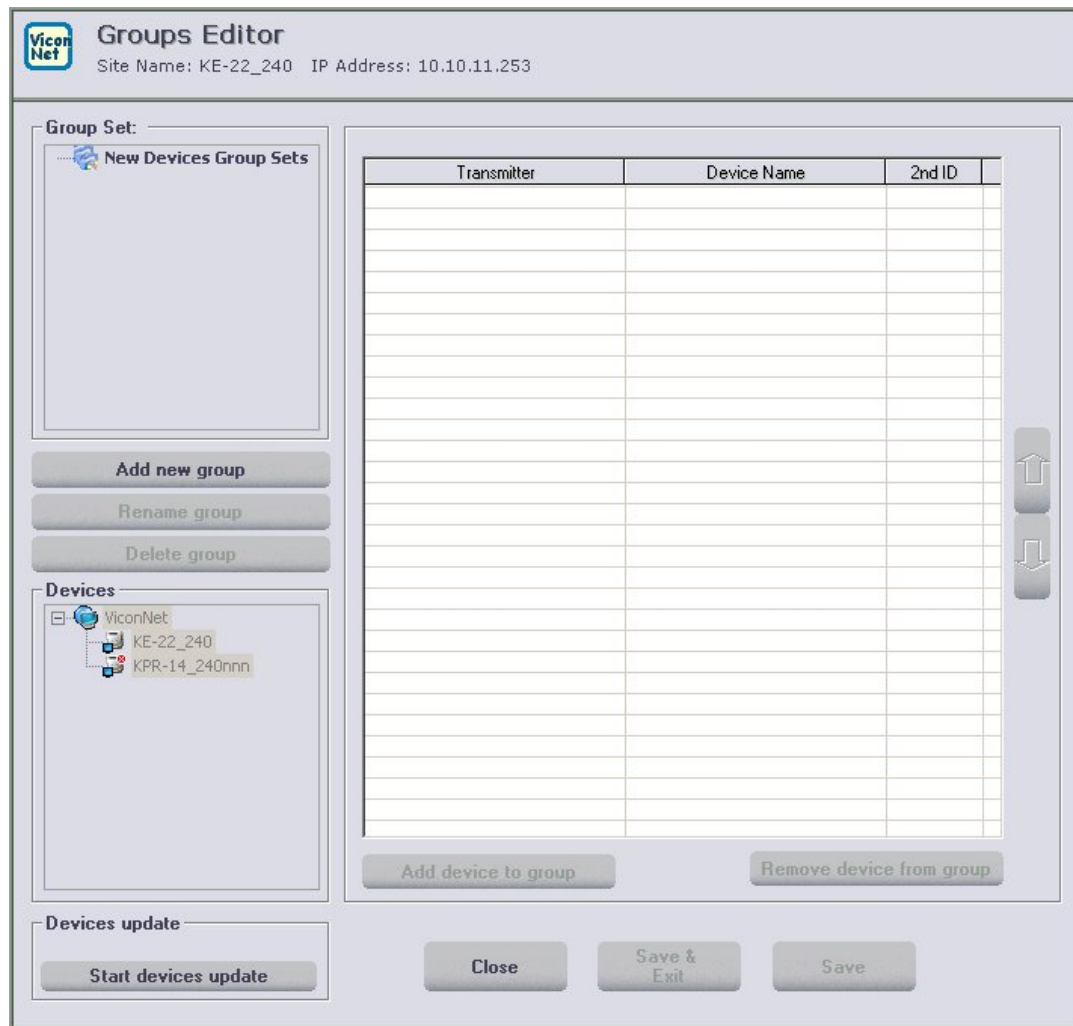 Vicon
Net
Groups Editor
Site Name: KE-22_240 IP Address: 10.10.11.253
Group Set:
New Devices Group Sets
Add new group
Rename group
Delete group
Devices
ViconNet
KE-22_240
KPR-14_240nnn
Devices update
Start devices update
Transmitter Device Name 2nd ID
Add device to group Remove device from group
Close
Save &
Exit
Save